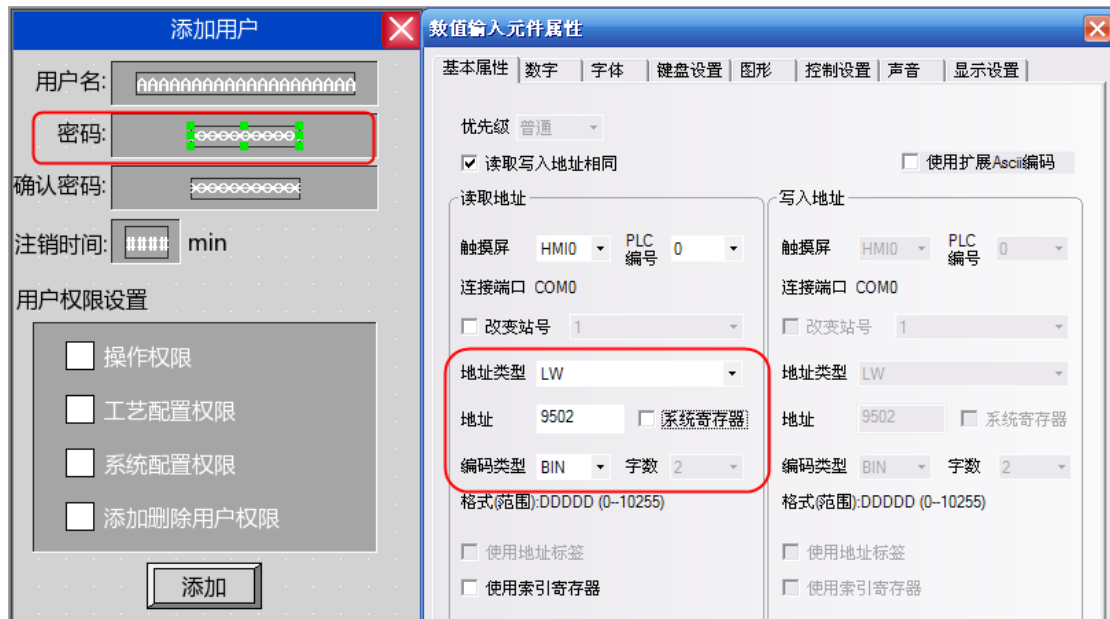 添加用户
用户名: AAAAAAAAAAAAAAAAAAAA
密码: **********
确认密码: **********
注销时间: #### min
用户权限设置
操作权限
工艺配置权限
系统配置权限
添加删除用户权限
添加
数值输入元件属性
基本属性 数字 字体 键盘设置 图形 控制设置 声音 显示设置
优先级 普通
读取写入地址相同 使用扩展Ascii编码
读取地址
触摸屏 HMI0 PLC编号 0
连接端口 COM0
改变站号 1
地址类型 LW
地址 9502 系统寄存器
编码类型 BIN 字数 2
格式(范围):DDDDD (0--10255)
使用地址标签
使用索引寄存器
写入地址
触摸屏 HMI0 PLC编号 0
连接端口 COM0
改变站号 1
地址类型 LW
地址 9502 系统寄存器
编码类型 BIN 字数 2
格式(范围):DDDDD (0--10255)
使用地址标签
使用索引寄存器